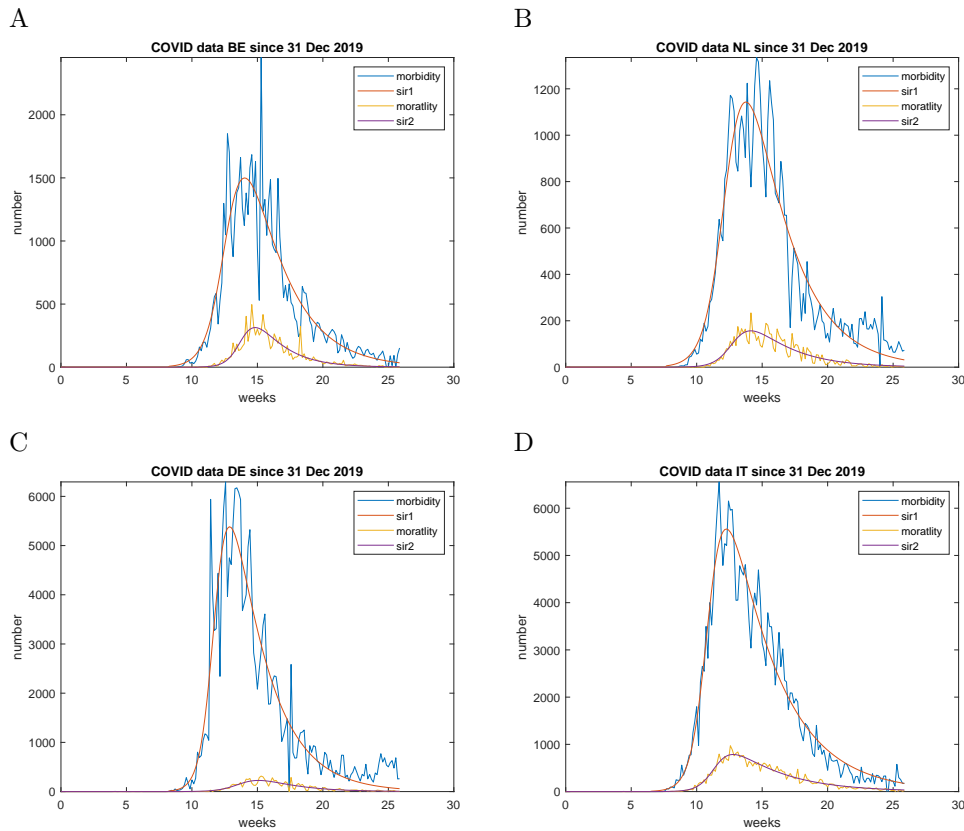 A
COVID data BE since 31 Dec 2019
number
2000
1500
1000
500
0
0 5 10 15 20 25 30
weeks
morbidity
sir1
moratlity
sir2
B
COVID data NL since 31 Dec 2019
number
1200
1000
800
600
400
200
0
0 5 10 15 20 25 30
weeks
morbidity
sir1
moratlity
sir2
C
COVID data DE since 31 Dec 2019
number
6000
5000
4000
3000
2000
1000
0
0 5 10 15 20 25 30
weeks
morbidity
sir1
moratlity
sir2
D
COVID data IT since 31 Dec 2019
number
6000
5000
4000
3000
2000
1000
0
0 5 10 15 20 25 30
weeks
morbidity
sir1
moratlity
sir2